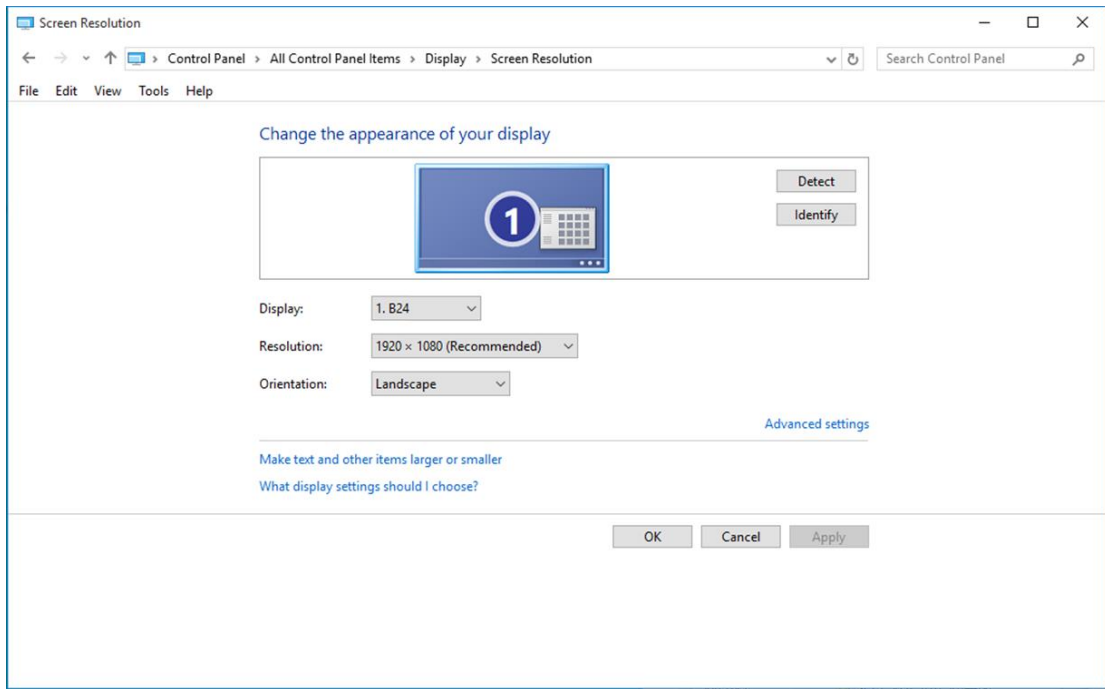 Screen Resolution
Control Panel > All Control Panel Items > Display > Screen Resolution
Search Control Panel
File Edit View Tools Help
Change the appearance of your display
1
Detect
Identify
Display: 1. B24
Resolution: 1920 × 1080 (Recommended)
Orientation: Landscape
Advanced settings
Make text and other items larger or smaller
What display settings should I choose?
OK Cancel Apply